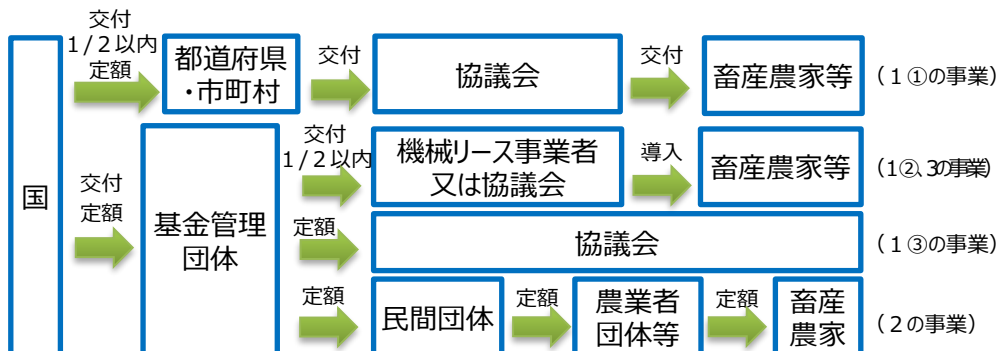 国
交付
1/2以内
定額
都道府県
・市町村
交付
協議会
交付
畜産農家等
(1①の事業)
交付
定額
基金管理
団体
交付
1/2以内
機械リース事業者
又は協議会
導入
畜産農家等
(1②、3の事業)
定額
協議会
(1③の事業)
定額
民間団体
定額
農業者
団体等
定額
畜産
農家
(2の事業)